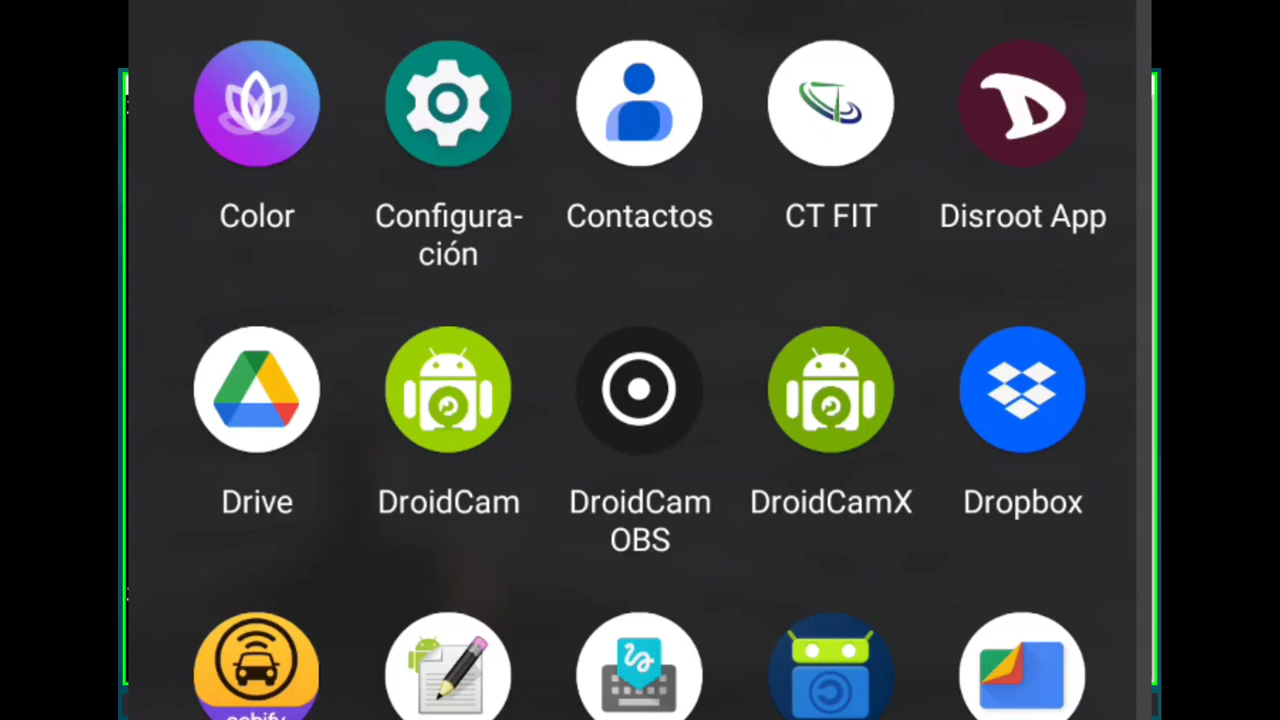 Color
Configura-
ción
Contactos
CT FIT
Disroot App
Drive
DroidCam
DroidCam
OBS
DroidCamX
Dropbox